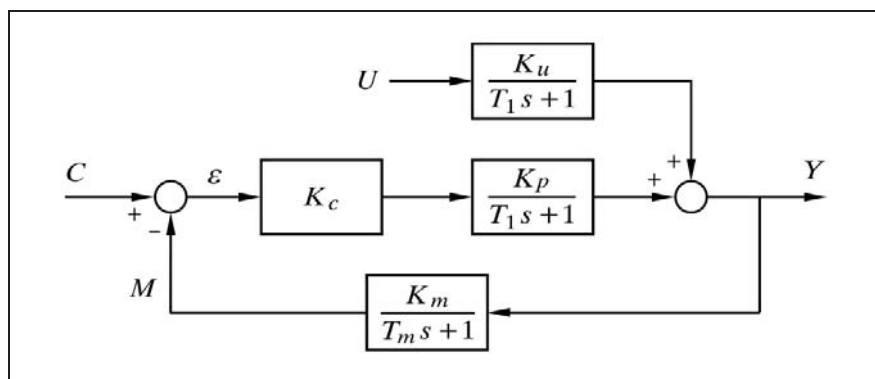 U
K_u
T_1 s + 1
+
C
+
−
ε
K_c
K_p
T_1 s + 1
+
Y
M
K_m
T_m s + 1